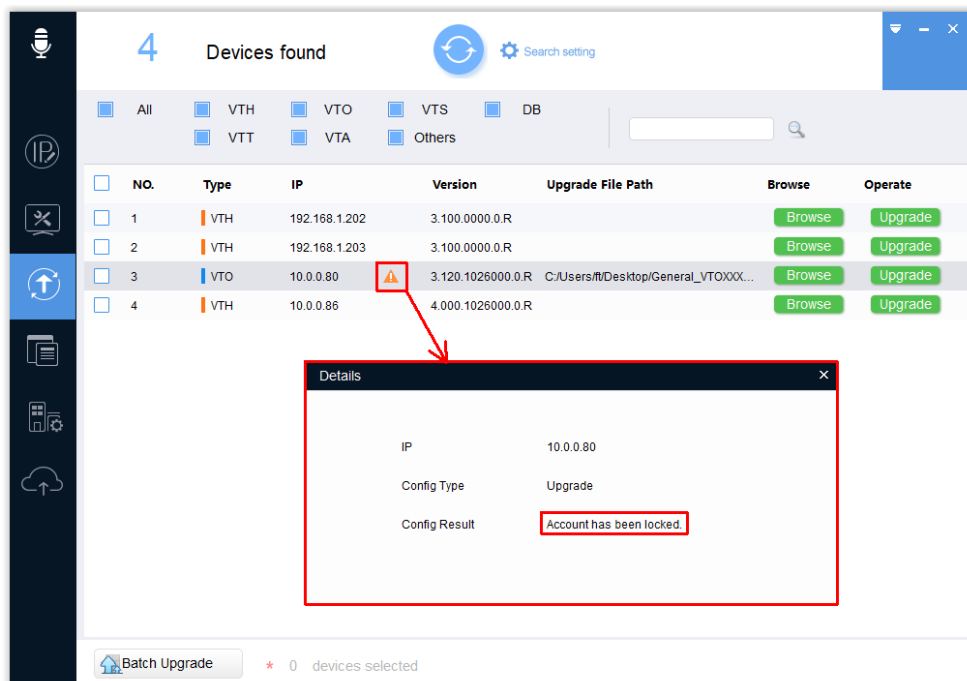 4 Devices found Search setting
All VTH VTO VTS DB
VTT VTA Others
NO. Type IP Version Upgrade File Path Browse Operate
1 VTH 192.168.1.202 3.100.0000.0.R Browse Upgrade
2 VTH 192.168.1.203 3.100.0000.0.R Browse Upgrade
3 VTO 10.0.0.80 3.120.1026000.0.R C:/Users/ft/Desktop/General_VTOXXX... Browse Upgrade
4 VTH 10.0.0.86 4.000.1026000.0.R Browse Upgrade
Details
IP 10.0.0.80
Config Type Upgrade
Config Result Account has been locked.
Batch Upgrade * 0 devices selected